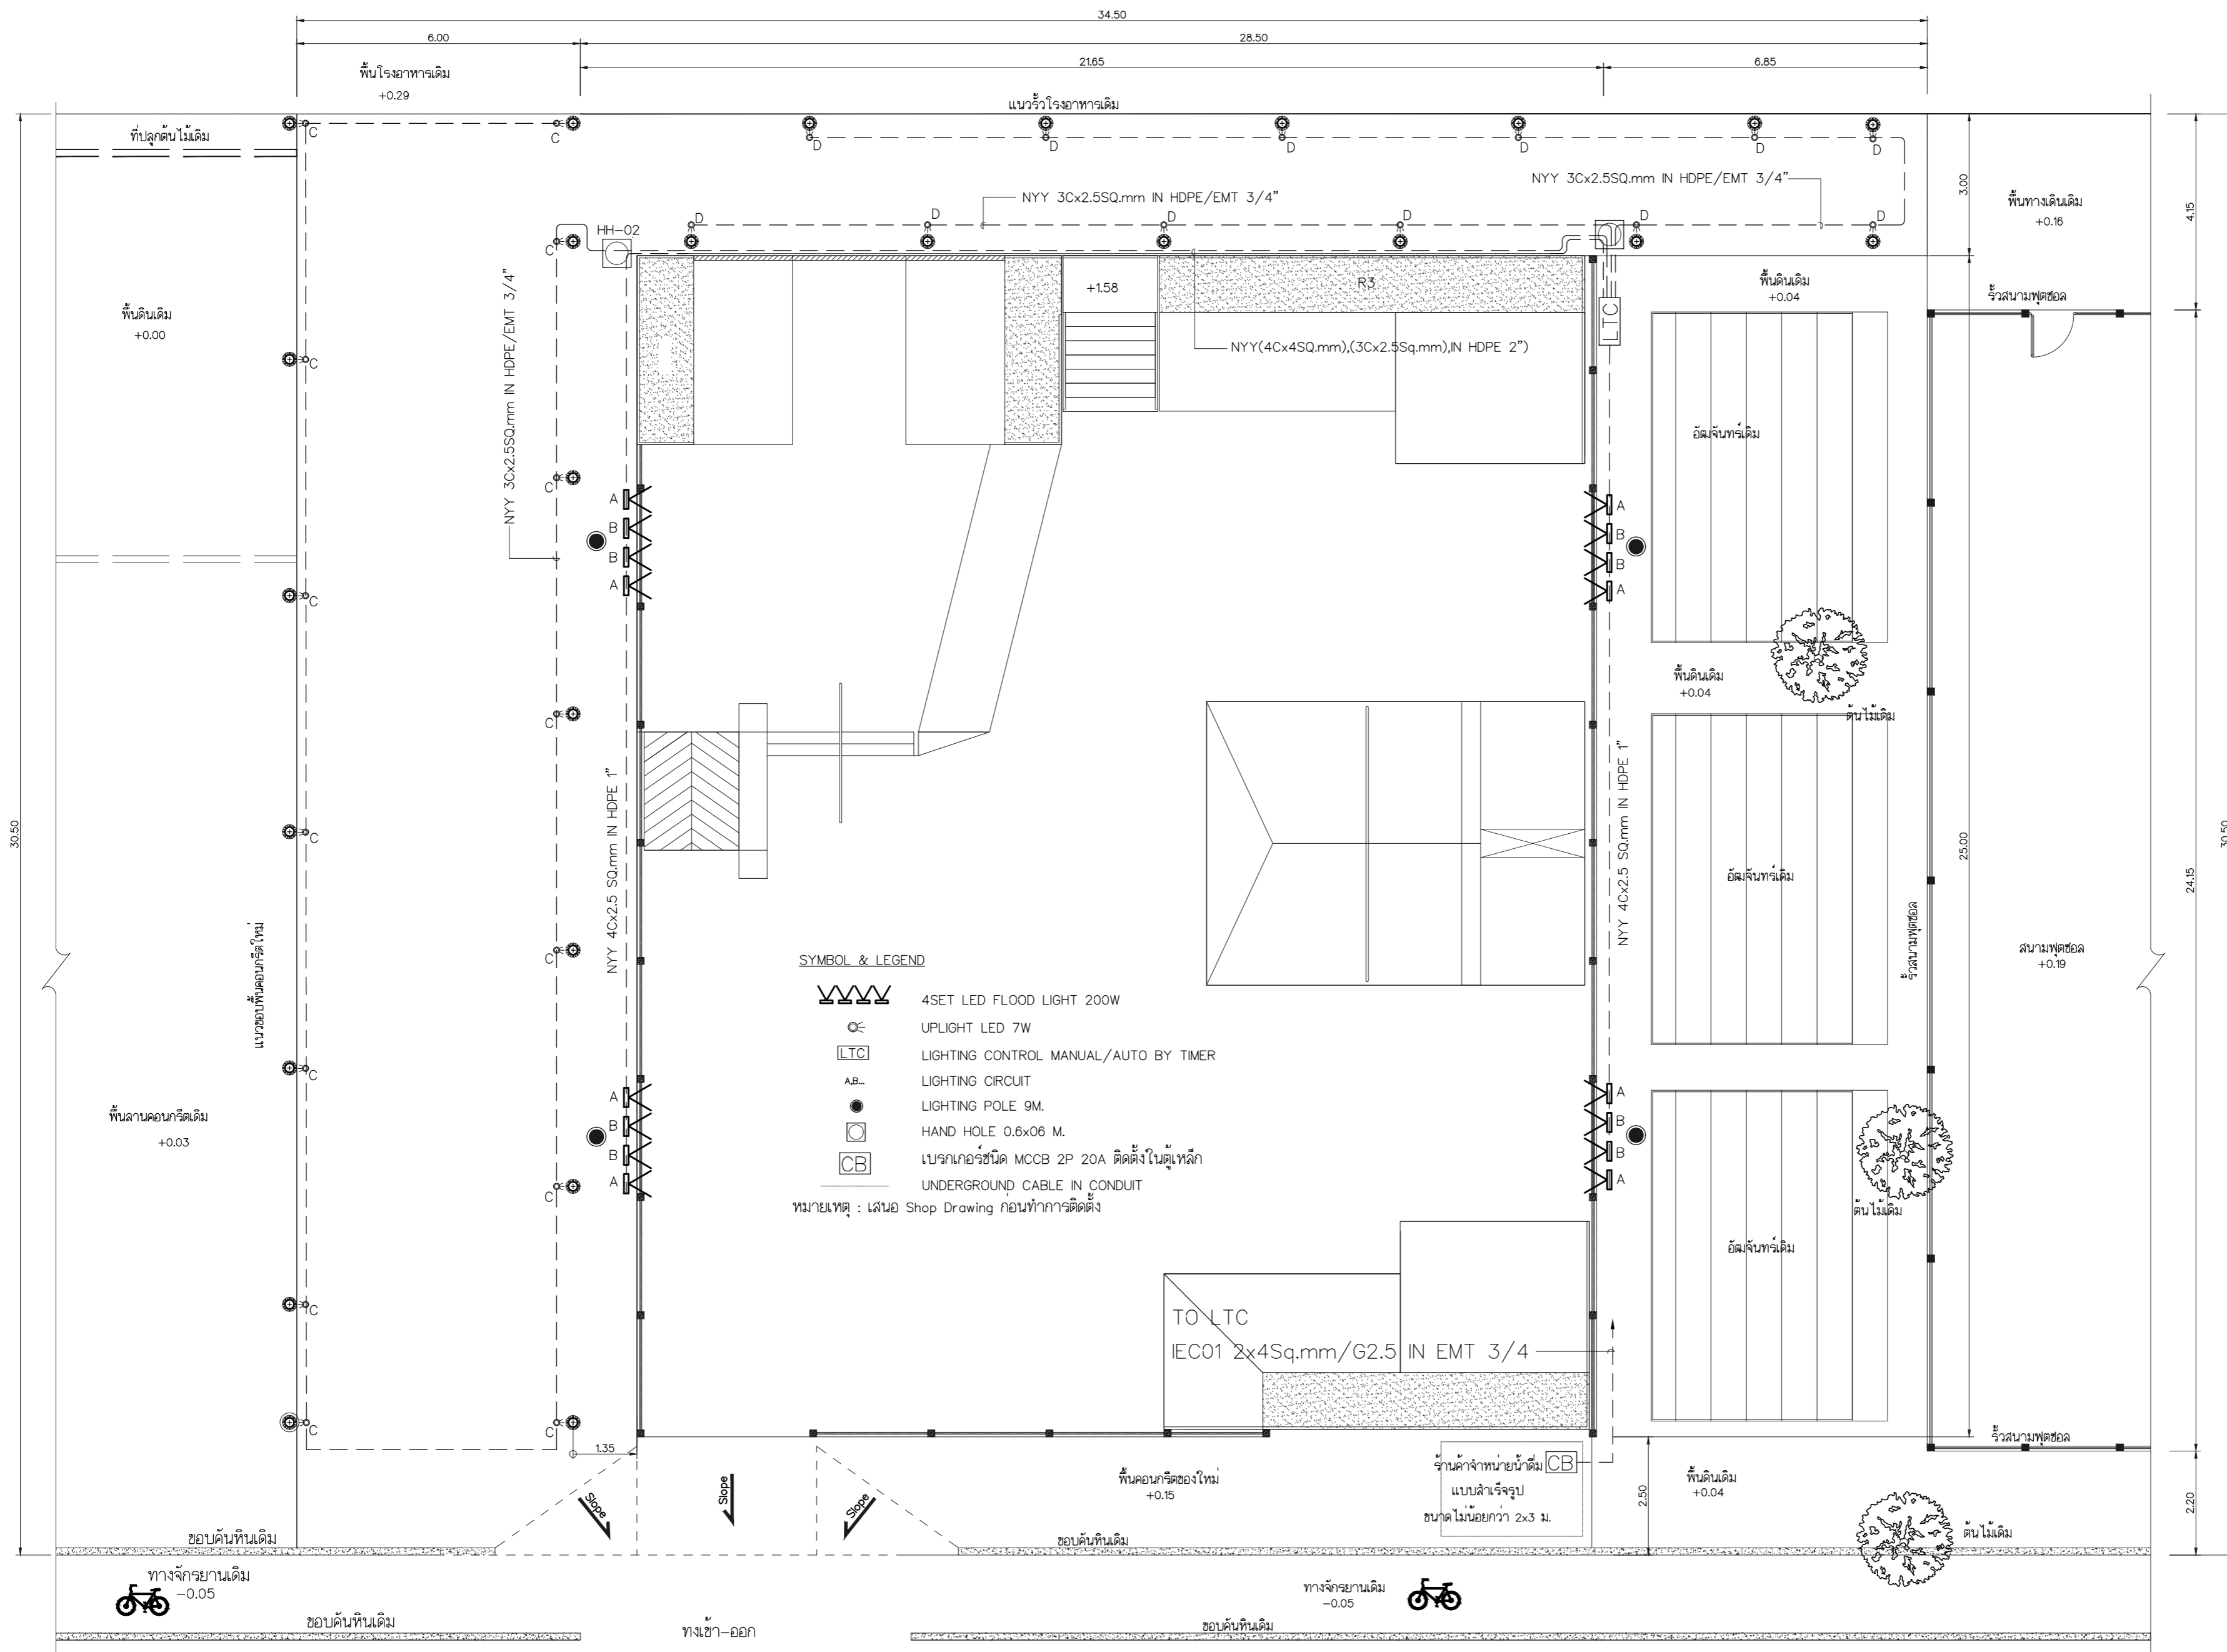 34.50
6.00
28.50
21.65
6.85
พื้นโรงอาหารเดิม
+0.29
แนวรั้วโรงอาหารเดิม
ที่ปลูกต้นไม้เดิม
C
C
D
D
D
D
D
D
NYY 3Cx2.5SQ.mm IN HDPE/EMT 3/4"
NYY 3Cx2.5SQ.mm IN HDPE/EMT 3/4"
3.00
4.15
พื้นทางเดินเดิม
+0.16
D
D
D
D
D
D
HH-02
C
NYY 3Cx2.5SQ.mm IN HDPE/EMT 3/4"
+1.58
R3
LTC
พื้นดินเดิม
+0.04
รั้วสนามฟุตซอล
พื้นดินเดิม
+0.00
NYY(4Cx4SQ.mm),(3Cx2.5Sq.mm),IN HDPE 2")
C
อัฒจันทร์เดิม
C
A
B
B
A
A
B
B
A
C
พื้นดินเดิม
+0.04
ต้นไม้เดิม
C
NYY 4Cx2.5 SQ.mm IN HDPE 1"
NYY 4Cx2.5 SQ.mm IN HDPE 1"
30.50
C
25.00
30.50
24.15
อัฒจันทร์เดิม
รั้วสนามฟุตซอล
แนวขอบพื้นคอนกรีตใหม่
C
สนามฟุตซอล
+0.19
SYMBOL & LEGEND
4SET LED FLOOD LIGHT 200W
UPLIGHT LED 7W
LTC LIGHTING CONTROL MANUAL/AUTO BY TIMER
A,B... LIGHTING CIRCUIT
LIGHTING POLE 9M.
HAND HOLE 0.6x06 M.
CB เบรกเกอร์ชนิด MCCB 2P 20A ติดตั้งในตู้เหล็ก
UNDERGROUND CABLE IN CONDUIT
หมายเหตุ : เสนอ Shop Drawing ก่อนทำการติดตั้ง
C
A
B
B
A
A
B
B
A
พื้นลานคอนกรีตเดิม
+0.03
C
ต้นไม้เดิม
อัฒจันทร์เดิม
C
TO LTC
IEC01 2x4Sq.mm/G2.5 IN EMT 3/4
C
C
1.35
รั้วสนามฟุตซอล
ร้านค้าจำหน่ายน้ำดื่ม CB
แบบสำเร็จรูป
ขนาดไม่น้อยกว่า 2x3 ม.
พื้นคอนกรีตของใหม่
+0.15
พื้นดินเดิม
+0.04
2.50
2.20
Slope
Slope
Slope
ขอบคันหินเดิม
ขอบคันหินเดิม
ต้นไม้เดิม
ทางจักรยานเดิม
-0.05
ทางจักรยานเดิม
-0.05
ขอบคันหินเดิม
ทงเข้า-ออก
ขอบคันหินเดิม